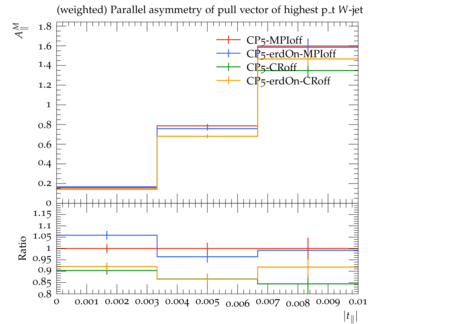 (weighted) Parallel asymmetry of pull vector of highest p_t W-jet
A∥^M
1.8
1.6
1.4
1.2
1
0.8
0.6
0.4
0.2
0
CP5-MPIoff
CP5-erdOn-MPIoff
CP5-CRoff
CP5-erdOn-CRoff
Ratio
1.15
1.1
1.05
1
0.95
0.9
0.85
0.8
0 0.001 0.002 0.003 0.004 0.005 0.006 0.007 0.008 0.009 0.01
|t∥|